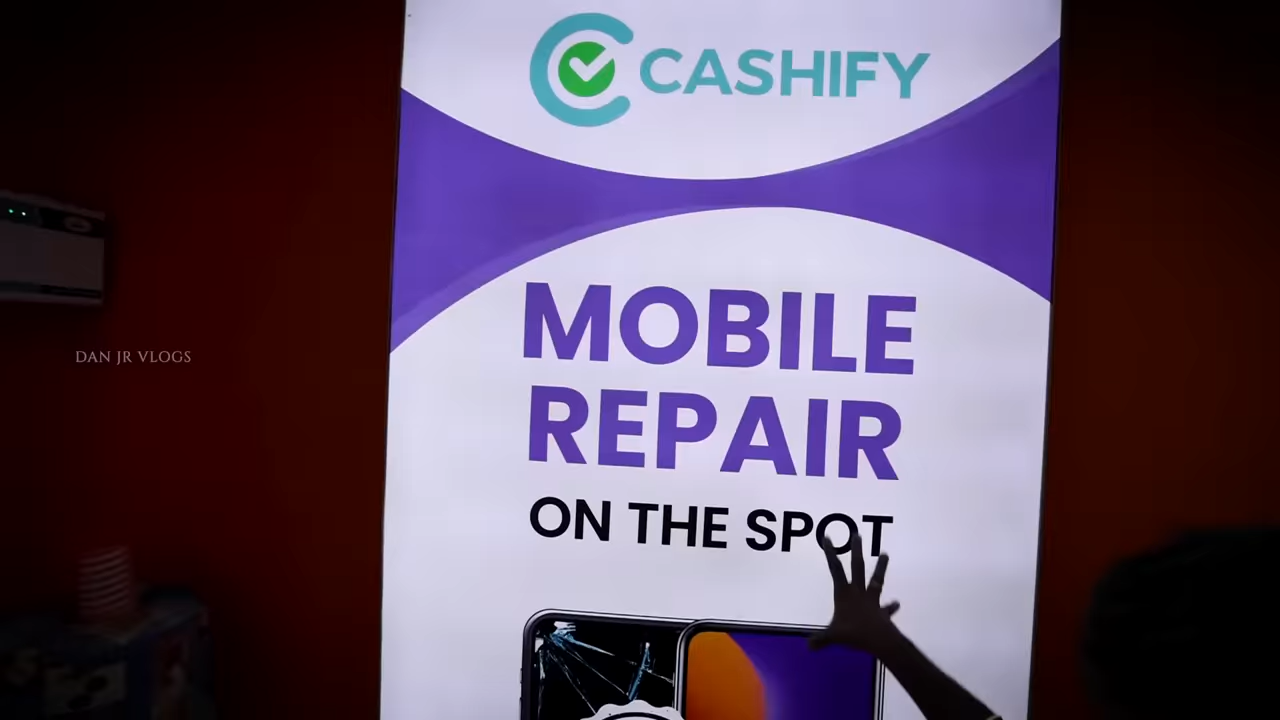 CASHIFY
MOBILE
REPAIR
ON THE SPOT
DAN JR VLOGS